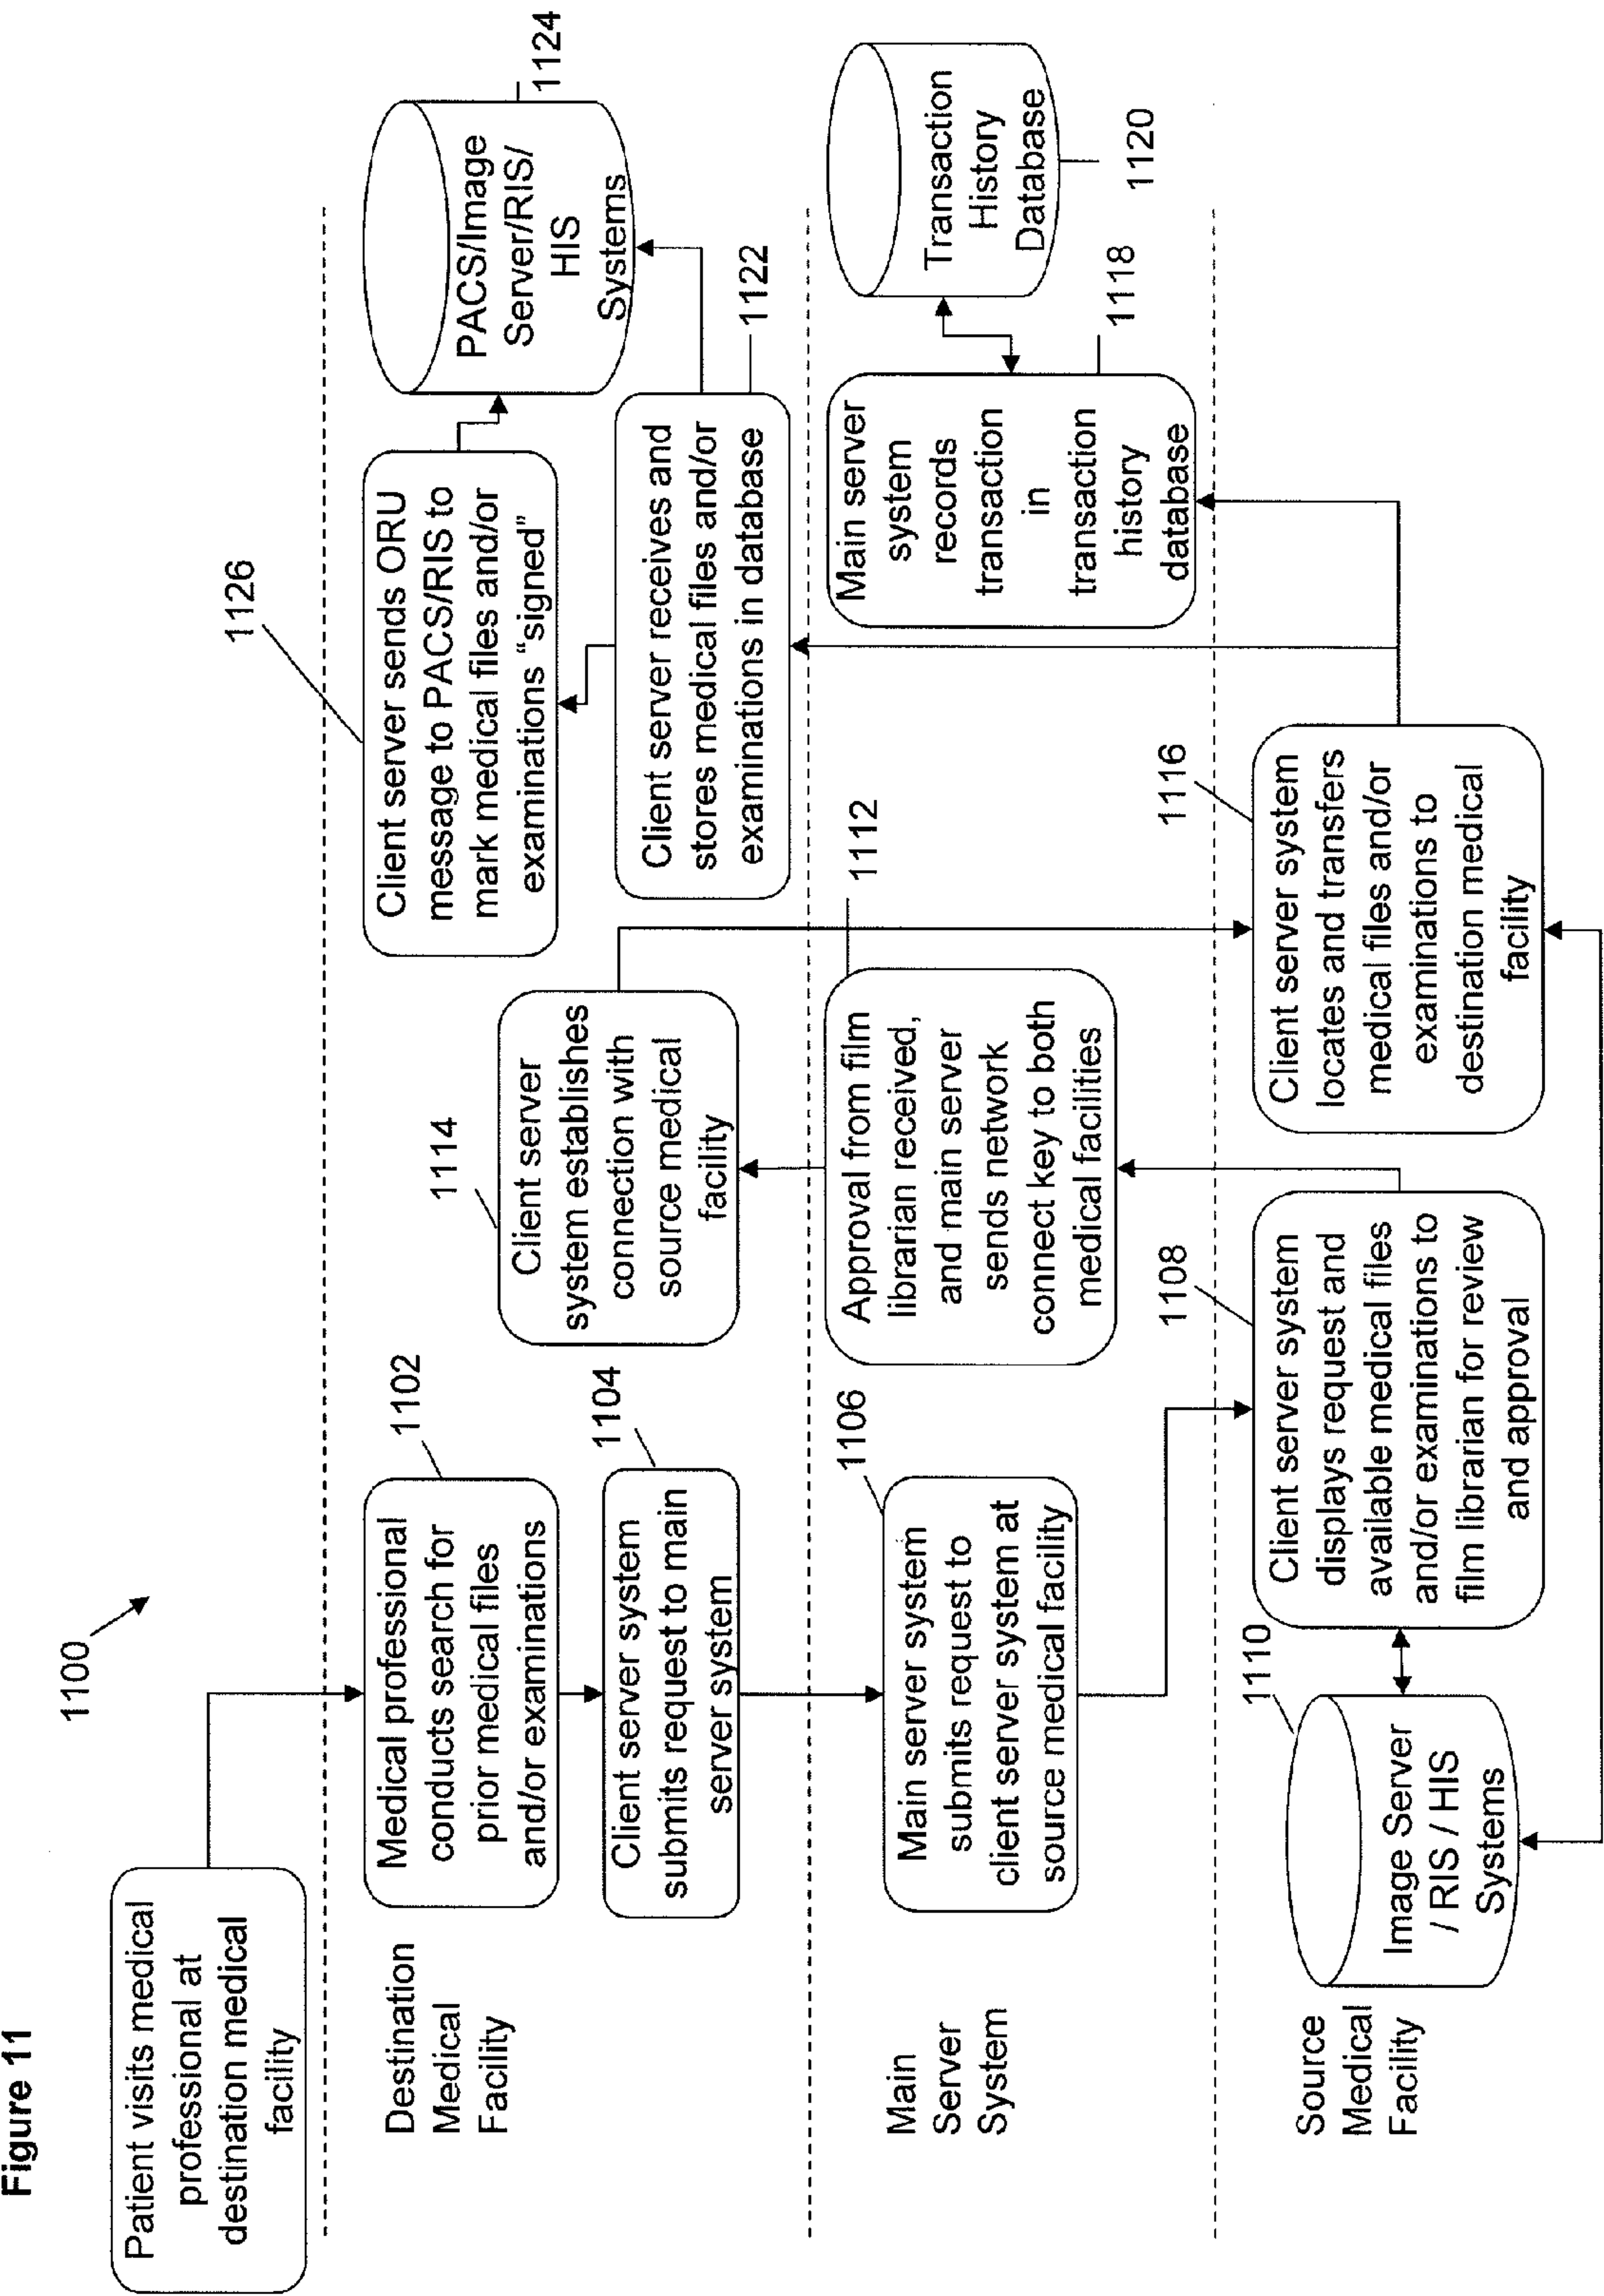 Figure 11
1100
Patient visits medical
professional at
destination medical
facility
Destination
Medical
Facility
Medical professional
conducts search for
prior medical files
and/or examinations
1102
Client server system
submits request to main
server system
1104
Client server
system establishes
connection with
source medical
facility
1114
Client server sends ORU
message to PACS/RIS to
mark medical files and/or
examinations “signed”
1126
Client server receives and
stores medical files and/or
examinations in database
1122
PACS/Image
Server/RIS/
HIS
Systems
1124
Main
Server
System
Main server system
submits request to
client server system at
source medical facility
1106
Approval from film
librarian received,
and main server
sends network
connect key to both
medical facilities
1112
Main server
system
records
transaction
in
transaction
history
database
1118
Transaction
History
Database
1120
Source
Medical
Facility
Image Server
/ RIS / HIS
Systems
1110
Client server system
displays request and
available medical files
and/or examinations to
film librarian for review
and approval
1108
Client server system
locates and transfers
medical files and/or
examinations to
destination medical
facility
1116